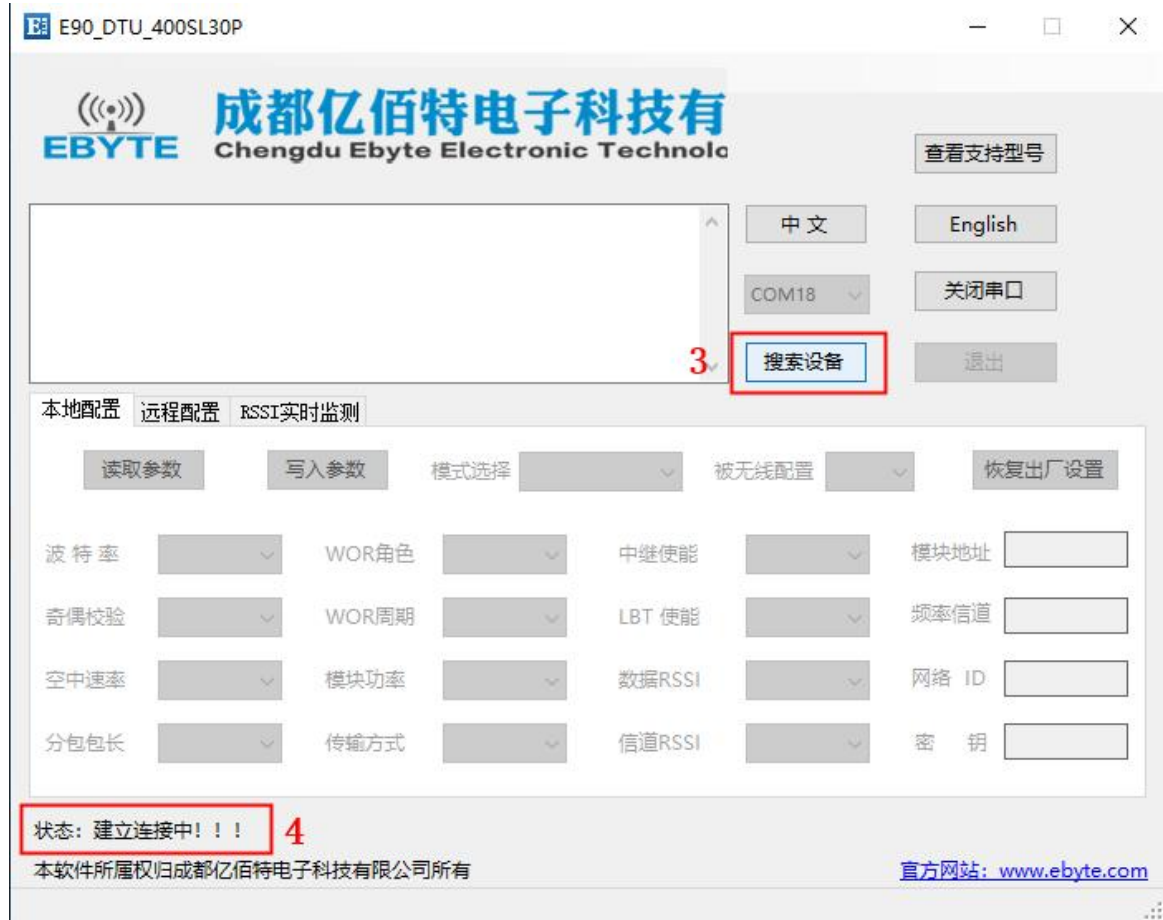 E90_DTU_400SL30P
EBYTE
成都亿佰特电子科技有
Chengdu Ebyte Electronic Technolo
查看支持型号
中 文
English
COM18
关闭串口
3
搜索设备
退出
本地配置 远程配置 RSSI实时监测
读取参数 写入参数 模式选择 被无线配置 恢复出厂设置
波 特 率 WOR角色 中继使能 模块地址
奇偶校验 WOR周期 LBT 使能 频率信道
空中速率 模块功率 数据RSSI 网络 ID
分包包长 传输方式 信道RSSI 密 钥
状态：建立连接中！！！ 4
本软件所属权归成都亿佰特电子科技有限公司所有 官方网站：www.ebyte.com